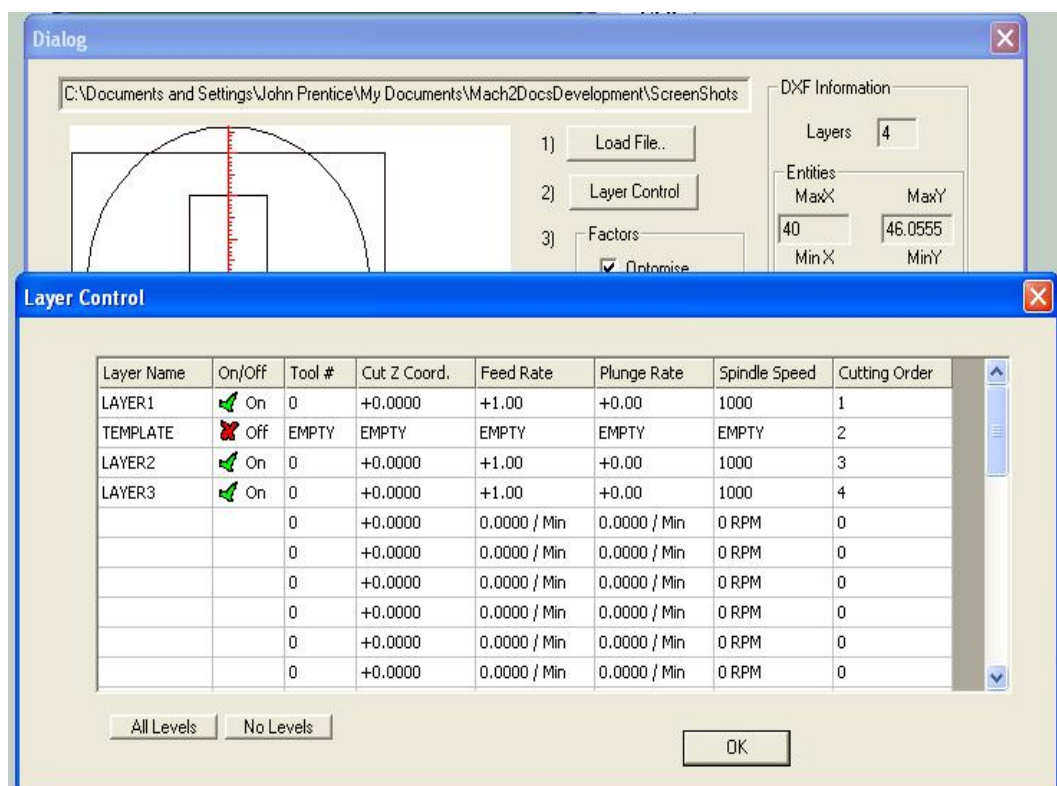 Dialog
C:\Documents and Settings\John Prentice\My Documents\Mach2DocsDevelopment\ScreenShots
DXF Information
Layers 4
1) Load File..
2) Layer Control
3) Factors
Optomise
Entities
MaxX MaxY
40 46.0555
MinX MinY
Layer Control
Layer Name On/Off Tool # Cut Z Coord. Feed Rate Plunge Rate Spindle Speed Cutting Order
LAYER1 On 0 +0.0000 +1.00 +0.00 1000 1
TEMPLATE Off EMPTY EMPTY EMPTY EMPTY EMPTY 2
LAYER2 On 0 +0.0000 +1.00 +0.00 1000 3
LAYER3 On 0 +0.0000 +1.00 +0.00 1000 4
0 +0.0000 0.0000 / Min 0.0000 / Min 0 RPM 0
0 +0.0000 0.0000 / Min 0.0000 / Min 0 RPM 0
0 +0.0000 0.0000 / Min 0.0000 / Min 0 RPM 0
0 +0.0000 0.0000 / Min 0.0000 / Min 0 RPM 0
0 +0.0000 0.0000 / Min 0.0000 / Min 0 RPM 0
0 +0.0000 0.0000 / Min 0.0000 / Min 0 RPM 0
All Levels No Levels
OK